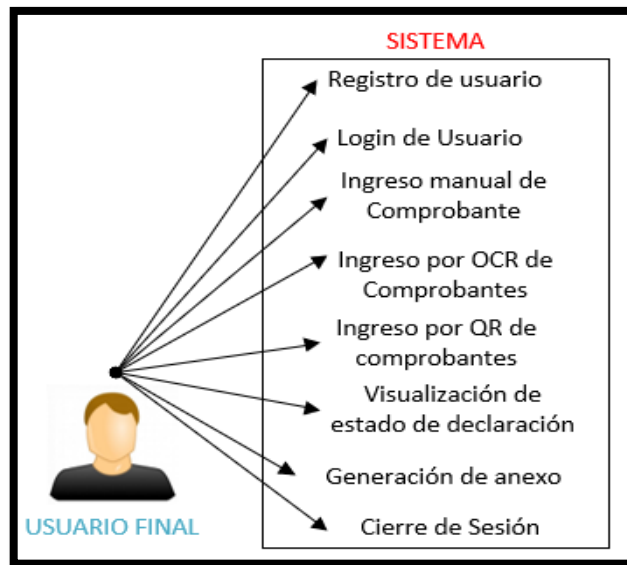 SISTEMA
Registro de usuario
Login de Usuario
Ingreso manual de
Comprobante
Ingreso por OCR de
Comprobantes
Ingreso por QR de
comprobantes
Visualización de
estado de declaración
Generación de anexo
Cierre de Sesión
USUARIO FINAL